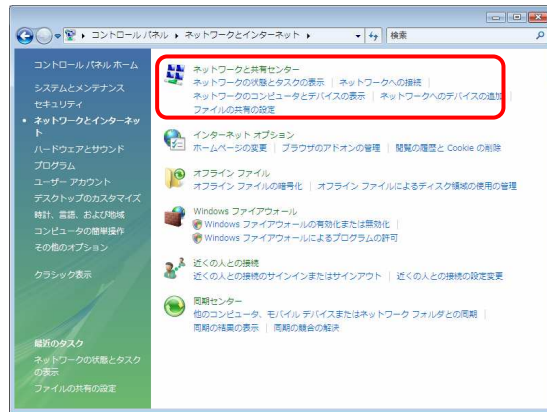 コントロール パネル ▸ ネットワークとインターネット ▸
検索
コントロール パネル ホーム
システムとメンテナンス
セキュリティ
• ネットワークとインターネッ
ト
ハードウェアとサウンド
プログラム
ユーザー アカウント
デスクトップのカスタマイズ
時計、言語、および地域
コンピュータの簡単操作
その他のオプション
クラシック表示
最近のタスク
ネットワークの状態とタスク
の表示
ファイルの共有の設定
ネットワークと共有センター
ネットワークの状態とタスクの表示 | ネットワークへの接続 |
ネットワークのコンピュータとデバイスの表示 | ネットワークへのデバイスの追加 |
ファイルの共有の設定
インターネット オプション
ホームページの変更 | ブラウザのアドオンの管理 | 閲覧の履歴と Cookie の削除
オフライン ファイル
オフライン ファイルの暗号化 | オフライン ファイルによるディスク領域の使用の管理
Windows ファイアウォール
Windows ファイアウォールの有効化または無効化 |
Windows ファイアウォールによるプログラムの許可
近くの人との接続
近くの人との接続のサインインまたはサインアウト | 近くの人との接続の設定変更
同期センター
他のコンピュータ、モバイル デバイスまたはネットワーク フォルダとの同期 |
同期の結果の表示 | 同期の競合の解決